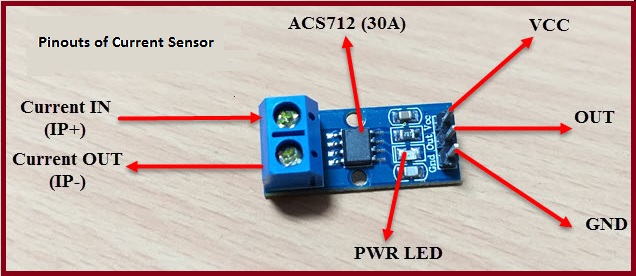 Pinouts of Current Sensor
ACS712 (30A)
VCC
Current IN
(IP+)
OUT
Current OUT
(IP-)
Gnd Out Vcc
GND
PWR LED